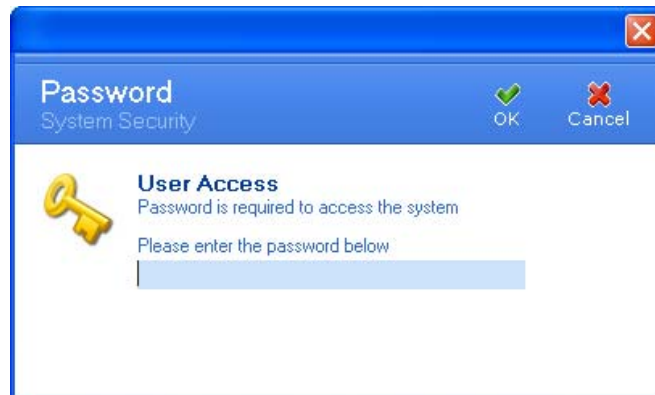 Password
System Security
OK
Cancel
User Access
Password is required to access the system
Please enter the password below